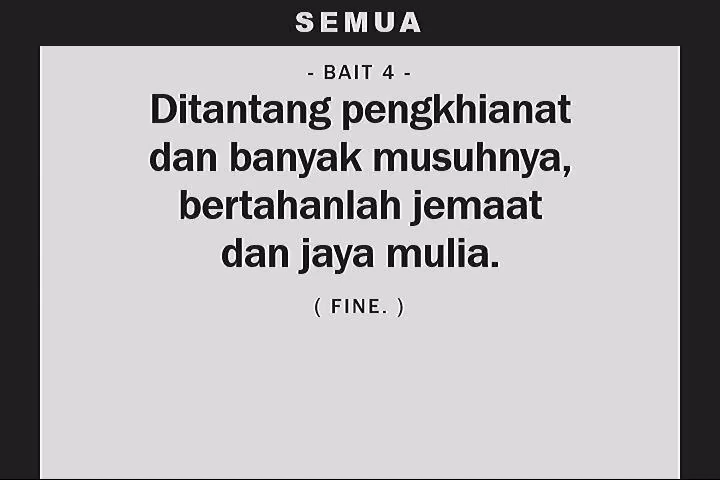 SEMUA
- BAIT 4 -
Ditantang pengkhianat
dan banyak musuhnya,
bertahanlah jemaat
dan jaya mulia.
( FINE. )